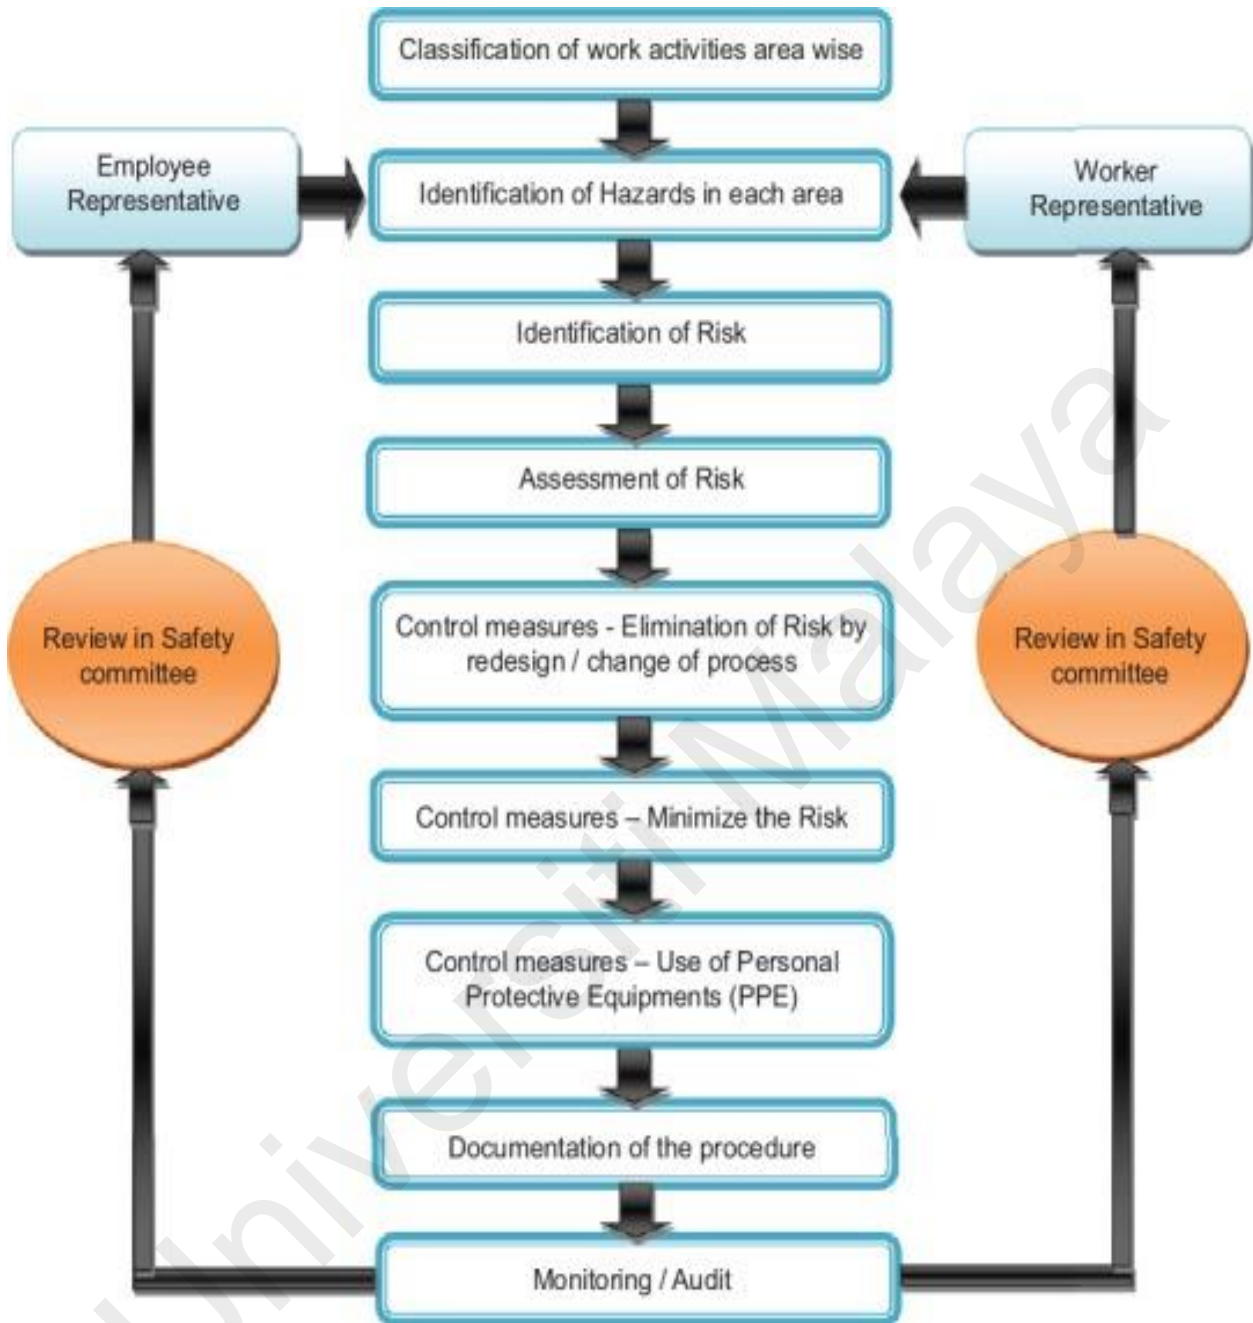 Classification of work activities area wise
Employee
Representative
Identification of Hazards in each area
Worker
Representative
Identification of Risk
Assessment of Risk
Control measures - Elimination of Risk by
redesign / change of process
Review in Safety
committee
Review in Safety
committee
Control measures – Minimize the Risk
Control measures – Use of Personal
Protective Equipments (PPE)
Documentation of the procedure
Monitoring / Audit
Universiti Malaya